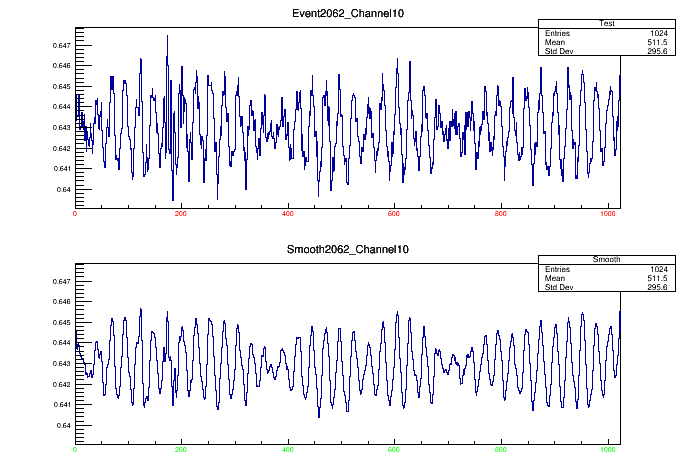 Event2062_Channel10
Test
Entries 1024
Mean 511.5
Std Dev 295.6
0.647
0.646
0.645
0.644
0.643
0.642
0.641
0.64
0 200 400 600 800 1000
Smooth2062_Channel10
Smooth
Entries 1024
Mean 511.5
Std Dev 295.6
0.647
0.646
0.645
0.644
0.643
0.642
0.641
0.64
0 200 400 600 800 1000